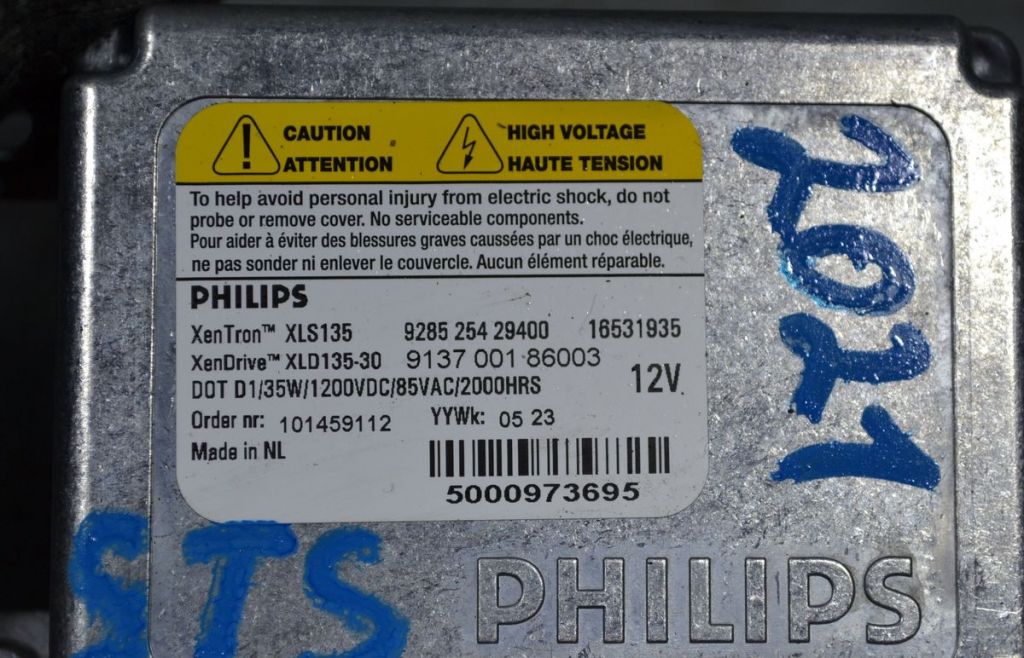 CAUTION
ATTENTION
HIGH VOLTAGE
HAUTE TENSION
To help avoid personal injury from electric shock, do not
probe or remove cover. No serviceable components.
Pour aider à éviter des blessures graves caussées par un choc électrique,
ne pas sonder ni enlever le couvercle. Aucun élément réparable.
PHILIPS
XenTron™ XLS135 9285 254 29400 16531935
XenDrive™ XLD135-30 9137 001 86003
DOT D1/35W/1200VDC/85VAC/2000HRS 12V
Order nr: 101459112 YYWk: 05 23
Made in NL
5000973695
2021
STS
PHILIPS